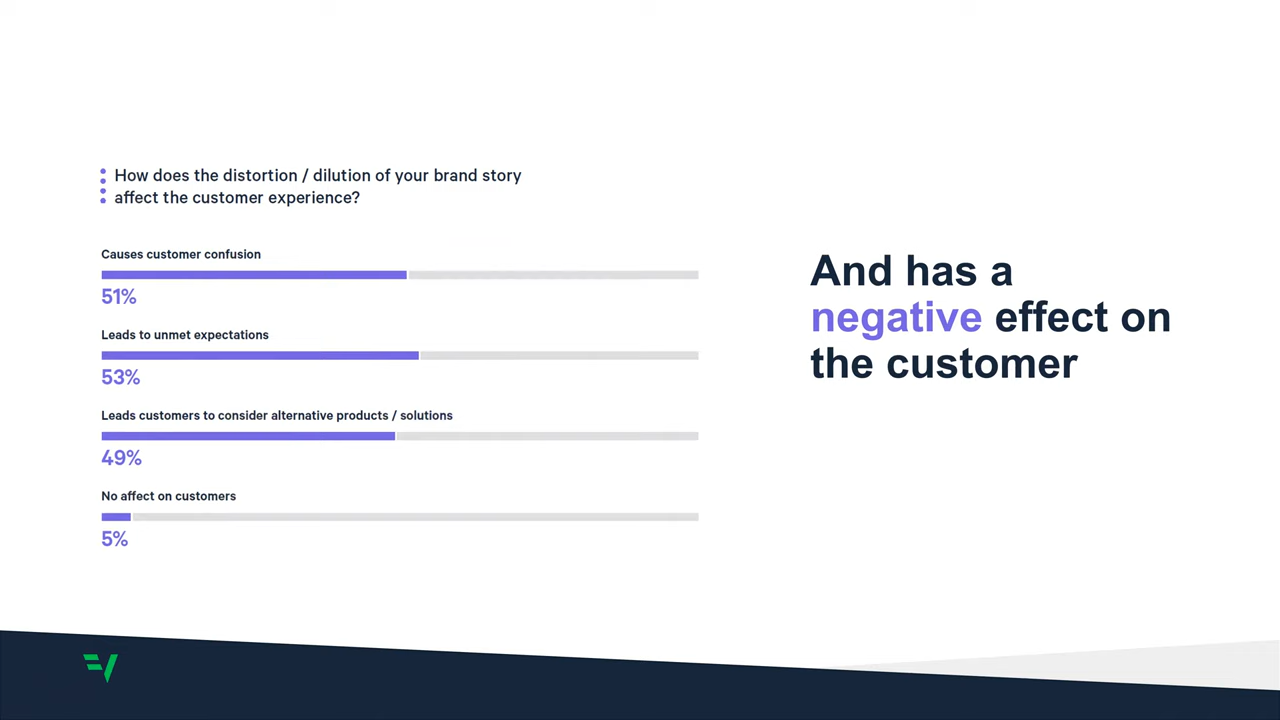 How does the distortion / dilution of your brand story
affect the customer experience?
Causes customer confusion
51%
Leads to unmet expectations
53%
Leads customers to consider alternative products / solutions
49%
No affect on customers
5%
And has a
negative effect on
the customer